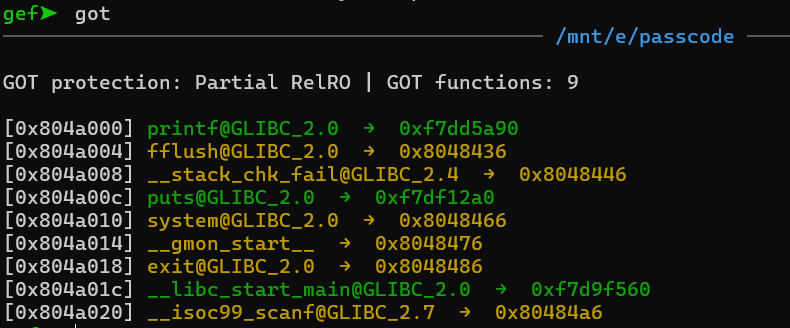 gef➤ got
/mnt/e/passcode
GOT protection: Partial RelRO | GOT functions: 9
[0x804a000] printf@GLIBC_2.0 → 0xf7dd5a90
[0x804a004] fflush@GLIBC_2.0 → 0x8048436
[0x804a008] __stack_chk_fail@GLIBC_2.4 → 0x8048446
[0x804a00c] puts@GLIBC_2.0 → 0xf7df12a0
[0x804a010] system@GLIBC_2.0 → 0x8048466
[0x804a014] __gmon_start__ → 0x8048476
[0x804a018] exit@GLIBC_2.0 → 0x8048486
[0x804a01c] __libc_start_main@GLIBC_2.0 → 0xf7d9f560
[0x804a020] __isoc99_scanf@GLIBC_2.7 → 0x80484a6